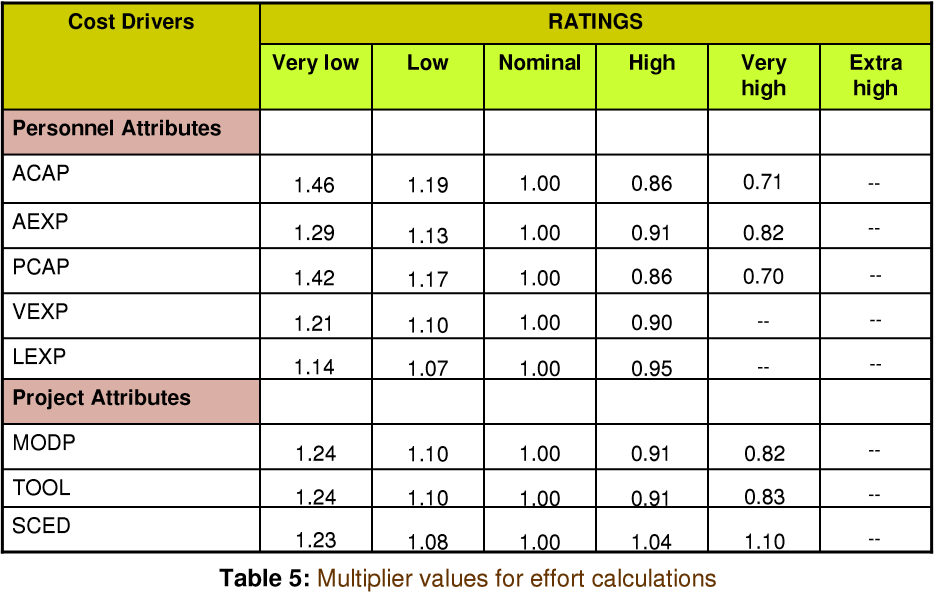 Cost Drivers RATINGS
Very low Low Nominal High Very high Extra high
Personnel Attributes
ACAP 1.46 1.19 1.00 0.86 0.71 --
AEXP 1.29 1.13 1.00 0.91 0.82 --
PCAP 1.42 1.17 1.00 0.86 0.70 --
VEXP 1.21 1.10 1.00 0.90 -- --
LEXP 1.14 1.07 1.00 0.95 -- --
Project Attributes
MODP 1.24 1.10 1.00 0.91 0.82 --
TOOL 1.24 1.10 1.00 0.91 0.83 --
SCED 1.23 1.08 1.00 1.04 1.10 --
Table 5: Multiplier values for effort calculations